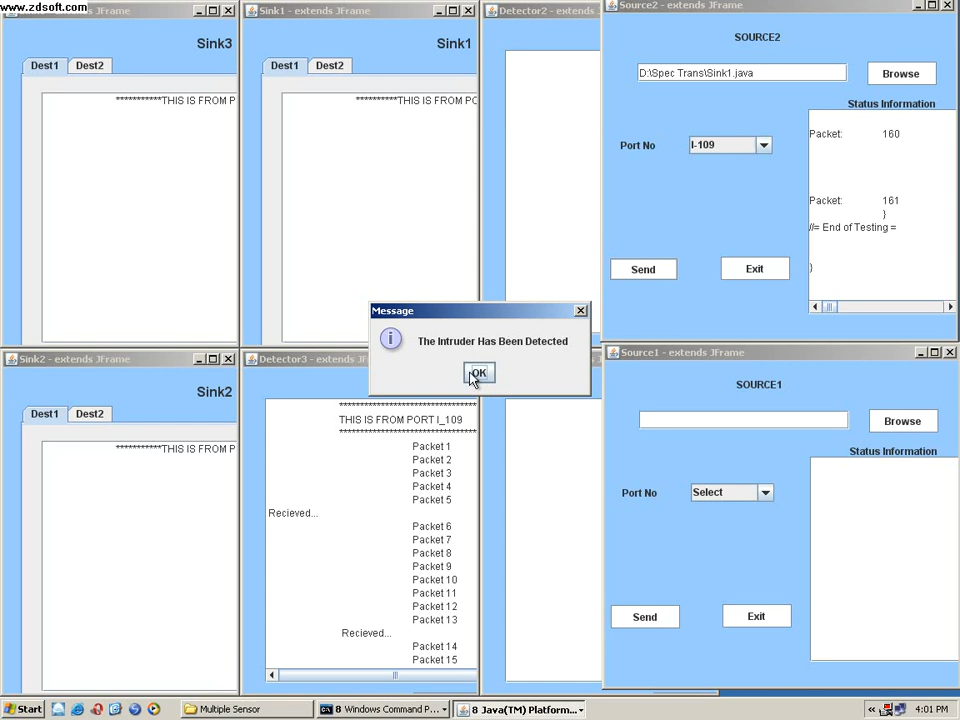 www.zdsoft.com
extends JFrame
Sink3
Dest1
Dest2
**********THIS IS FROM P
Sink1 - extends JFrame
Sink1
Dest1
Dest2
**********THIS IS FROM PO
Detector2 - ext
Source2 - extends JFrame
SOURCE2
D:\Spec Trans\Sink1.java
Browse
Status Information
Port No
I-109
Packet: 160
Packet: 161
}
//= End of Testing =
)
Send
Exit
Message
i
The Intruder Has Been Detected
OK
Sink2 - extends JFrame
Sink2
Dest1
Dest2
***********THIS IS FROM P
Detector3 - extends JFrame
THIS IS FROM PORT I_109
Packet 1
Packet 2
Packet 3
Packet 4
Packet 5
Recieved...
Packet 6
Packet 7
Packet 8
Packet 9
Packet 10
Packet 11
Packet 12
Packet 13
Recieved...
Packet 14
Packet 15
Source1 - extends JFrame
SOURCE1
Browse
Status Information
Port No
Select
Send
Exit
Start
Multiple Sensor
8 Windows Command P...
8 Java(TM) Platform...
4:01 PM